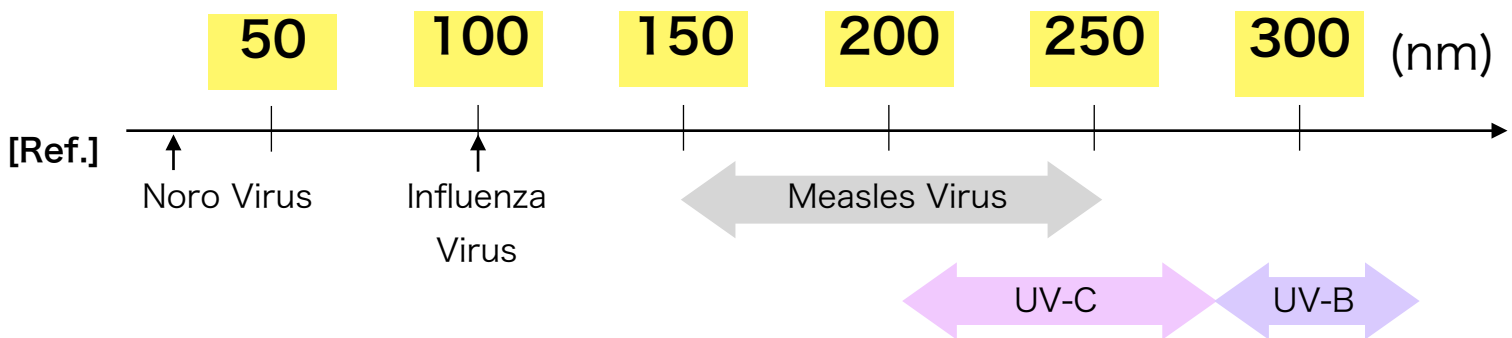 50 100 150 200 250 300 (nm)
[Ref.]
Noro Virus
Influenza
Virus
Measles Virus
UV-C
UV-B